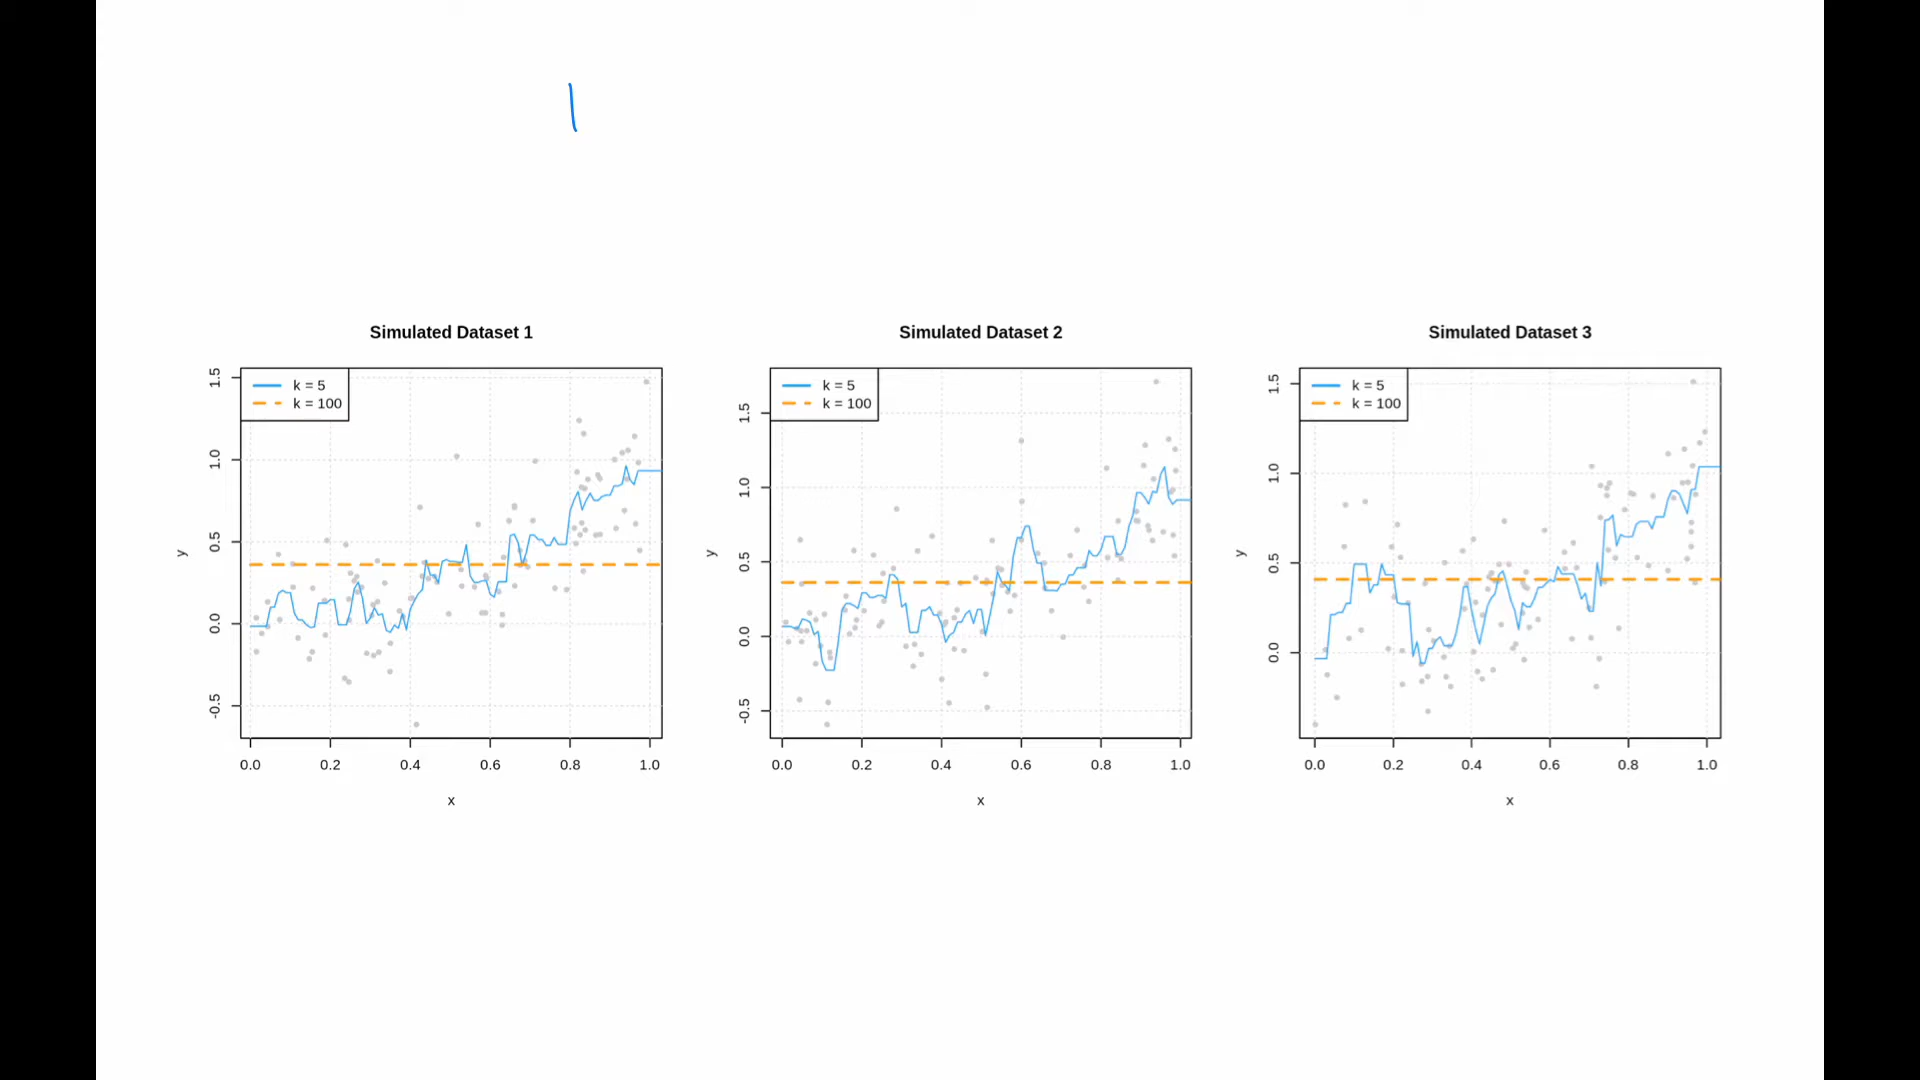 Simulated Dataset 1
k = 5
k = 100
y
-0.5 0.0 0.5 1.0 1.5
0.0 0.2 0.4 0.6 0.8 1.0
x
Simulated Dataset 2
k = 5
k = 100
y
-0.5 0.0 0.5 1.0 1.5
0.0 0.2 0.4 0.6 0.8 1.0
x
Simulated Dataset 3
k = 5
k = 100
y
0.0 0.5 1.0 1.5
0.0 0.2 0.4 0.6 0.8 1.0
x